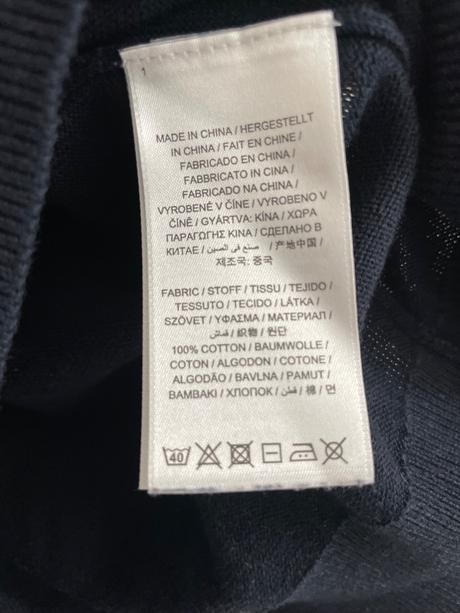 1
MADE IN CHINA / HERGESTELLT
IN CHINA / FAIT EN CHINE /
FABRICADO EN CHINA /
FABBRICATO IN CINA /
FABRICADO NA CHINA /
VYROBENÉ V ČÍNE / VYROBENO V
ČÍNĚ / GYÁRTVA: KÍNA / ΧΩΡΑ
ΠΑΡΑΓΩΓΗΣ ΚΙΝΑ / СДЕЛАНО В
КИТАЕ / صنع في الصين / 产地中国 /
제조국: 중국
FABRIC / STOFF / TISSU / TEJIDO /
TESSUTO / TECIDO / LÁTKA /
SZÖVET / ΥΦΑΣΜΑ / МАТЕРИАЛ /
قماش / 织物 / 원단
100% COTTON / BAUMWOLLE /
COTON / ALGODON / COTONE /
ALGODÃO / BAVLNA / PAMUT /
ΒΑΜΒΑΚΙ / ХЛОПОК / قطن / 棉 / 면
40